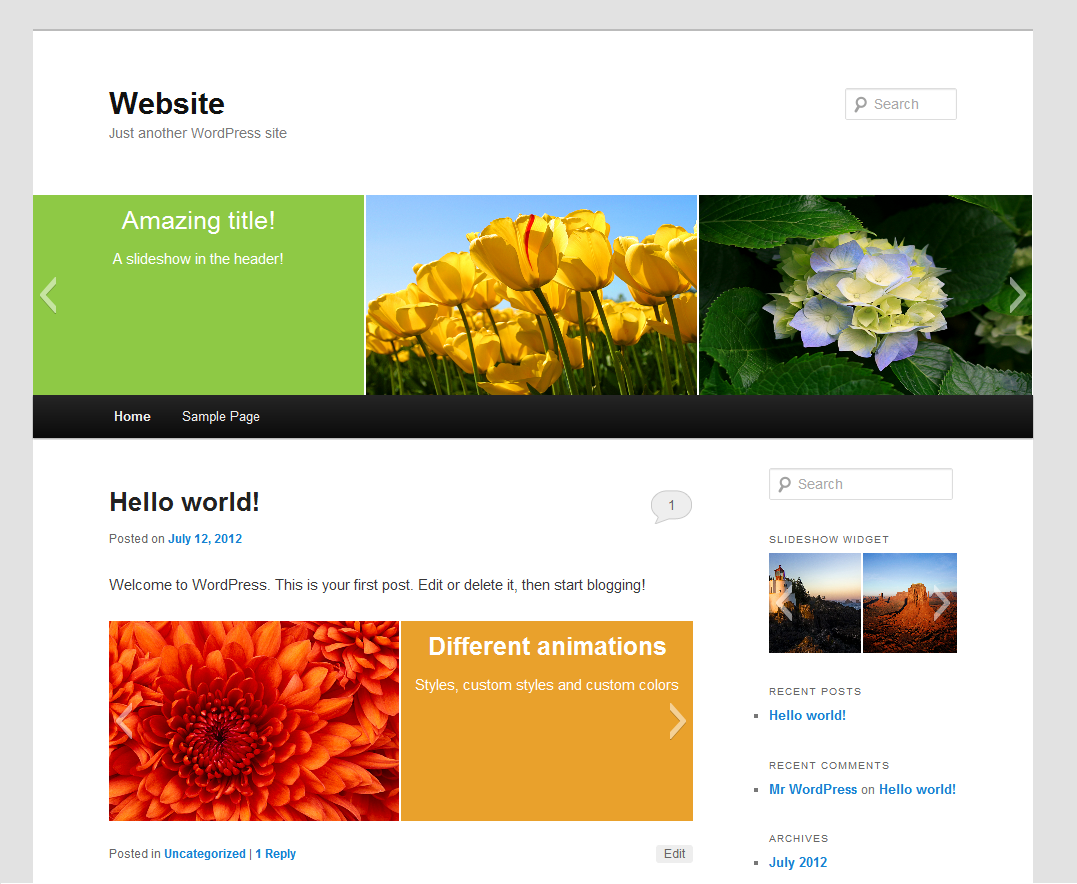 Website
Just another WordPress site
Search
Amazing title!
A slideshow in the header!
Home
Sample Page
Hello world!
1
Posted on July 12, 2012
Welcome to WordPress. This is your first post. Edit or delete it, then start blogging!
Different animations
Styles, custom styles and custom colors
Posted in Uncategorized | 1 Reply
Edit
Search
SLIDESHOW WIDGET
RECENT POSTS
Hello world!
RECENT COMMENTS
Mr WordPress on Hello world!
ARCHIVES
July 2012